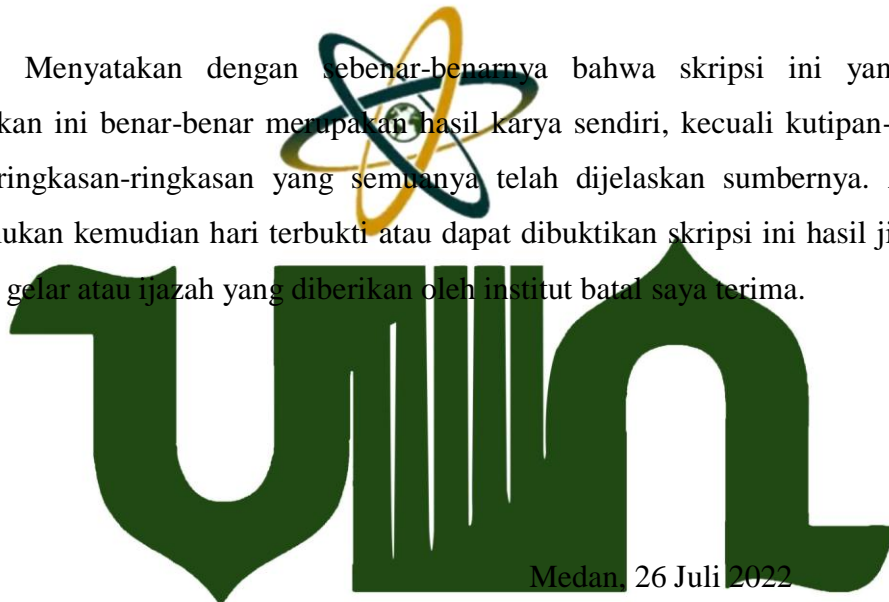 Menyatakan dengan sebenar-benarnya bahwa skripsi ini yan
kan ini benar-benar merupakan hasil karya sendiri, kecuali kutipan-
ringkasan-ringkasan yang semuanya telah dijelaskan sumbernya.
ukan kemudian hari terbukti atau dapat dibuktikan skripsi ini hasil ji
gelar atau ijazah yang diberikan oleh institut batal saya terima.
UIN
Medan, 26 Juli 2022